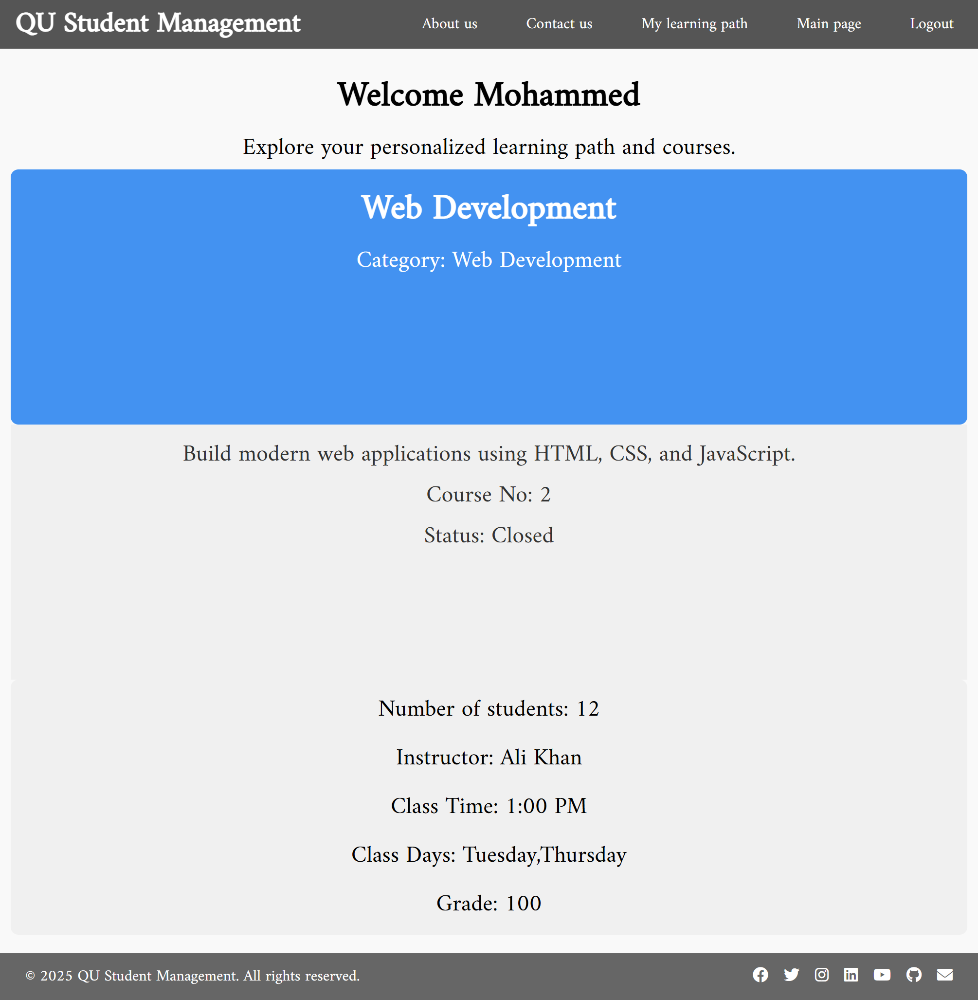 QU Student Management
About us
Contact us
My learning path
Main page
Logout
Welcome Mohammed
Explore your personalized learning path and courses.
Web Development
Category: Web Development
Build modern web applications using HTML, CSS, and JavaScript.
Course No: 2
Status: Closed
Number of students: 12
Instructor: Ali Khan
Class Time: 1:00 PM
Class Days: Tuesday,Thursday
Grade: 100
© 2025 QU Student Management. All rights reserved.